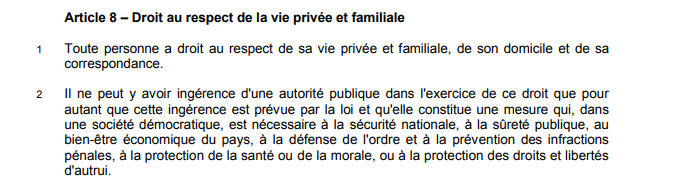 Article 8 – Droit au respect de la vie privée et familiale
1 Toute personne a droit au respect de sa vie privée et familiale, de son domicile et de sa
correspondance.
2 Il ne peut y avoir ingérence d'une autorité publique dans l'exercice de ce droit que pour
autant que cette ingérence est prévue par la loi et qu'elle constitue une mesure qui, dans
une société démocratique, est nécessaire à la sécurité nationale, à la sûreté publique, au
bien-être économique du pays, à la défense de l'ordre et à la prévention des infractions
pénales, à la protection de la santé ou de la morale, ou à la protection des droits et libertés
d'autrui.